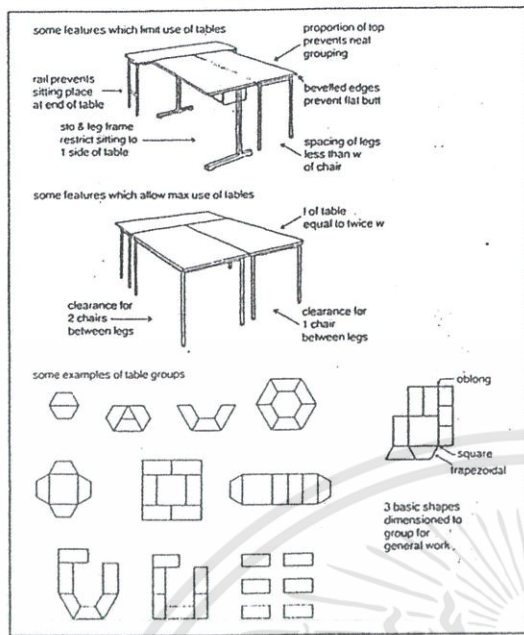 some features which limit use of tables
proportion of top
prevents neat
grouping
rail prevents
sitting place
at end of table
bevelled edges
prevent flat butt
sto & leg frame
restrict sitting to
1 side of table
spacing of legs
less than w
of chair
some features which allow max use of tables
l of table
equal to twice w
clearance for
2 chairs
between legs
clearance for
1 chair
between legs
some examples of table groups
oblong
square
trapezoidal
3 basic shapes
dimensioned to
group for
general work